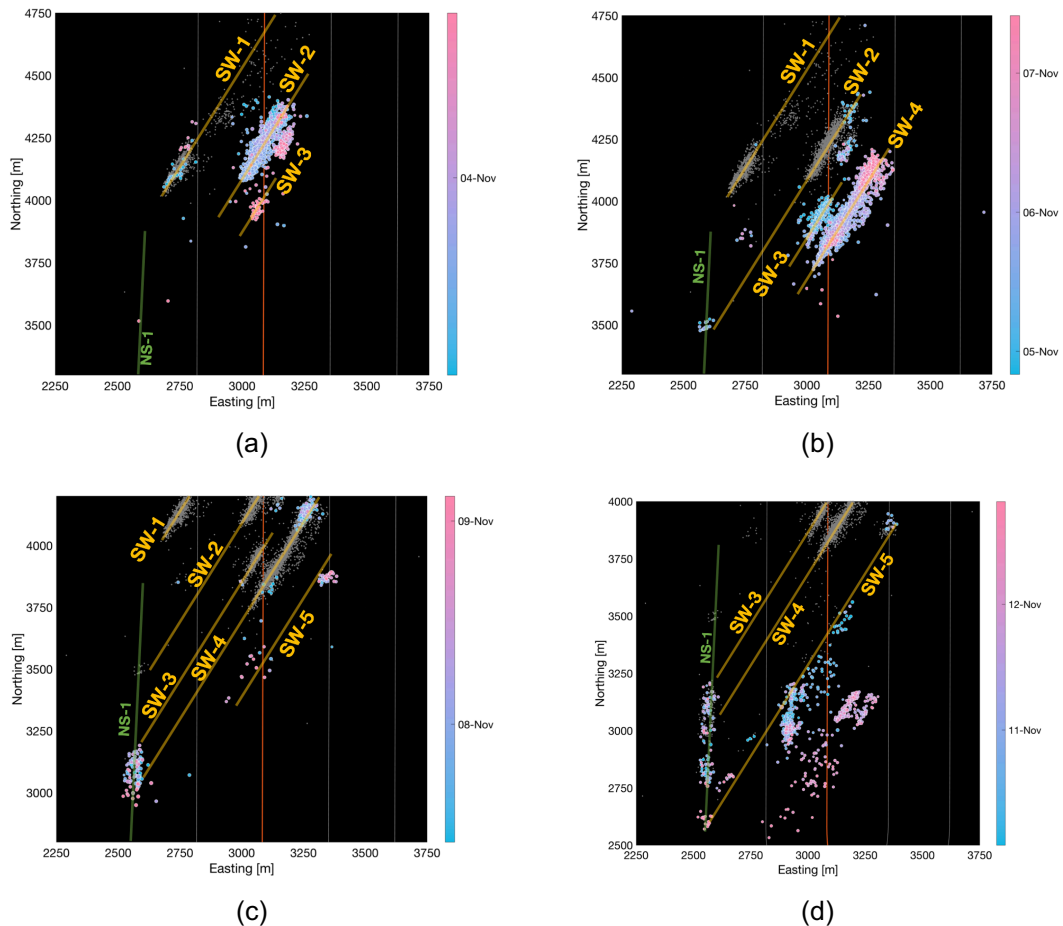 4750
4500
4250
4000
3750
3500
Northing [m]
2250
2500
2750
3000
3250
3500
3750
Easting [m]
SW-1
SW-2
SW-3
NS-1
04-Nov
(a)
4750
4500
4250
4000
3750
3500
Northing [m]
2250
2500
2750
3000
3250
3500
3750
Easting [m]
SW-1
SW-2
SW-4
SW-3
NS-1
07-Nov
06-Nov
05-Nov
(b)
4000
3750
3500
3250
3000
Northing [m]
2250
2500
2750
3000
3250
3500
3750
Easting [m]
SW-1
SW-2
SW-4
SW-5
SW-3
NS-1
09-Nov
08-Nov
(c)
4000
3750
3500
3250
3000
2750
2500
Northing [m]
2250
2500
2750
3000
3250
3500
3750
Easting [m]
SW-3
SW-4
SW-5
NS-1
12-Nov
11-Nov
(d)